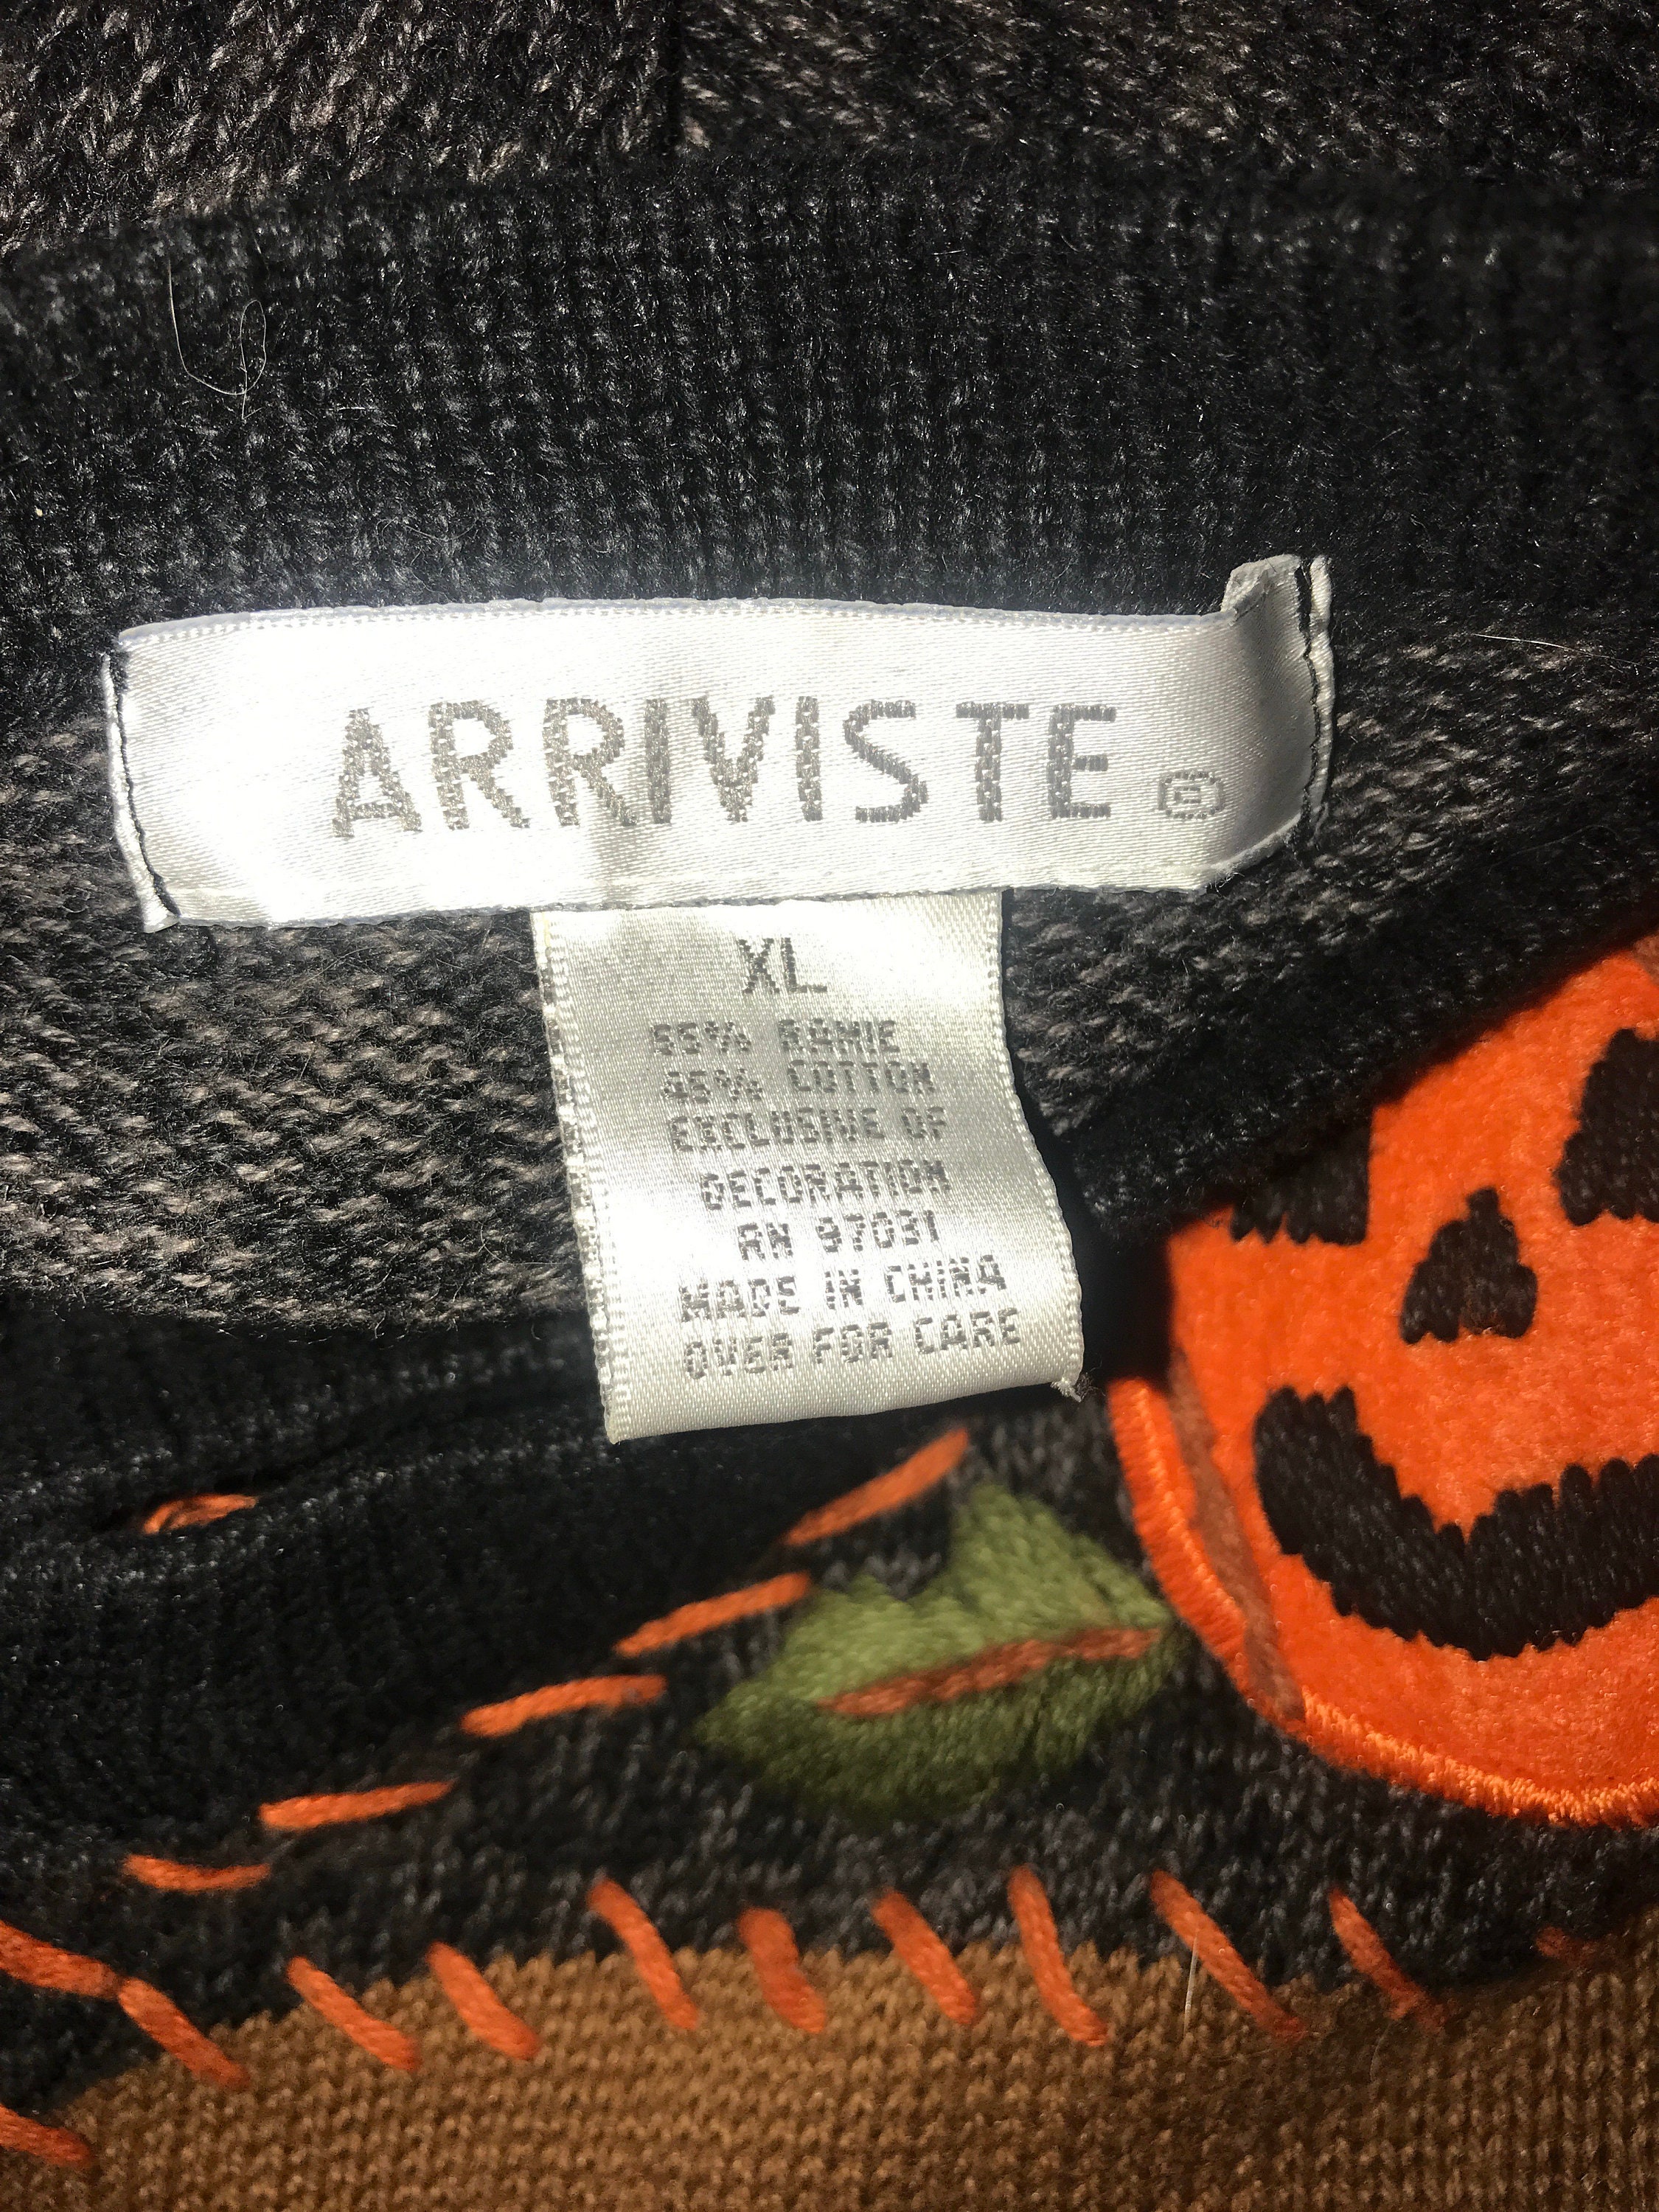 ARRIVISTE ®
XL
55% RAMIE
45% COTTON
EXCLUSIVE OF
DECORATION
RN 97031
MADE IN CHINA
OVER FOR CARE